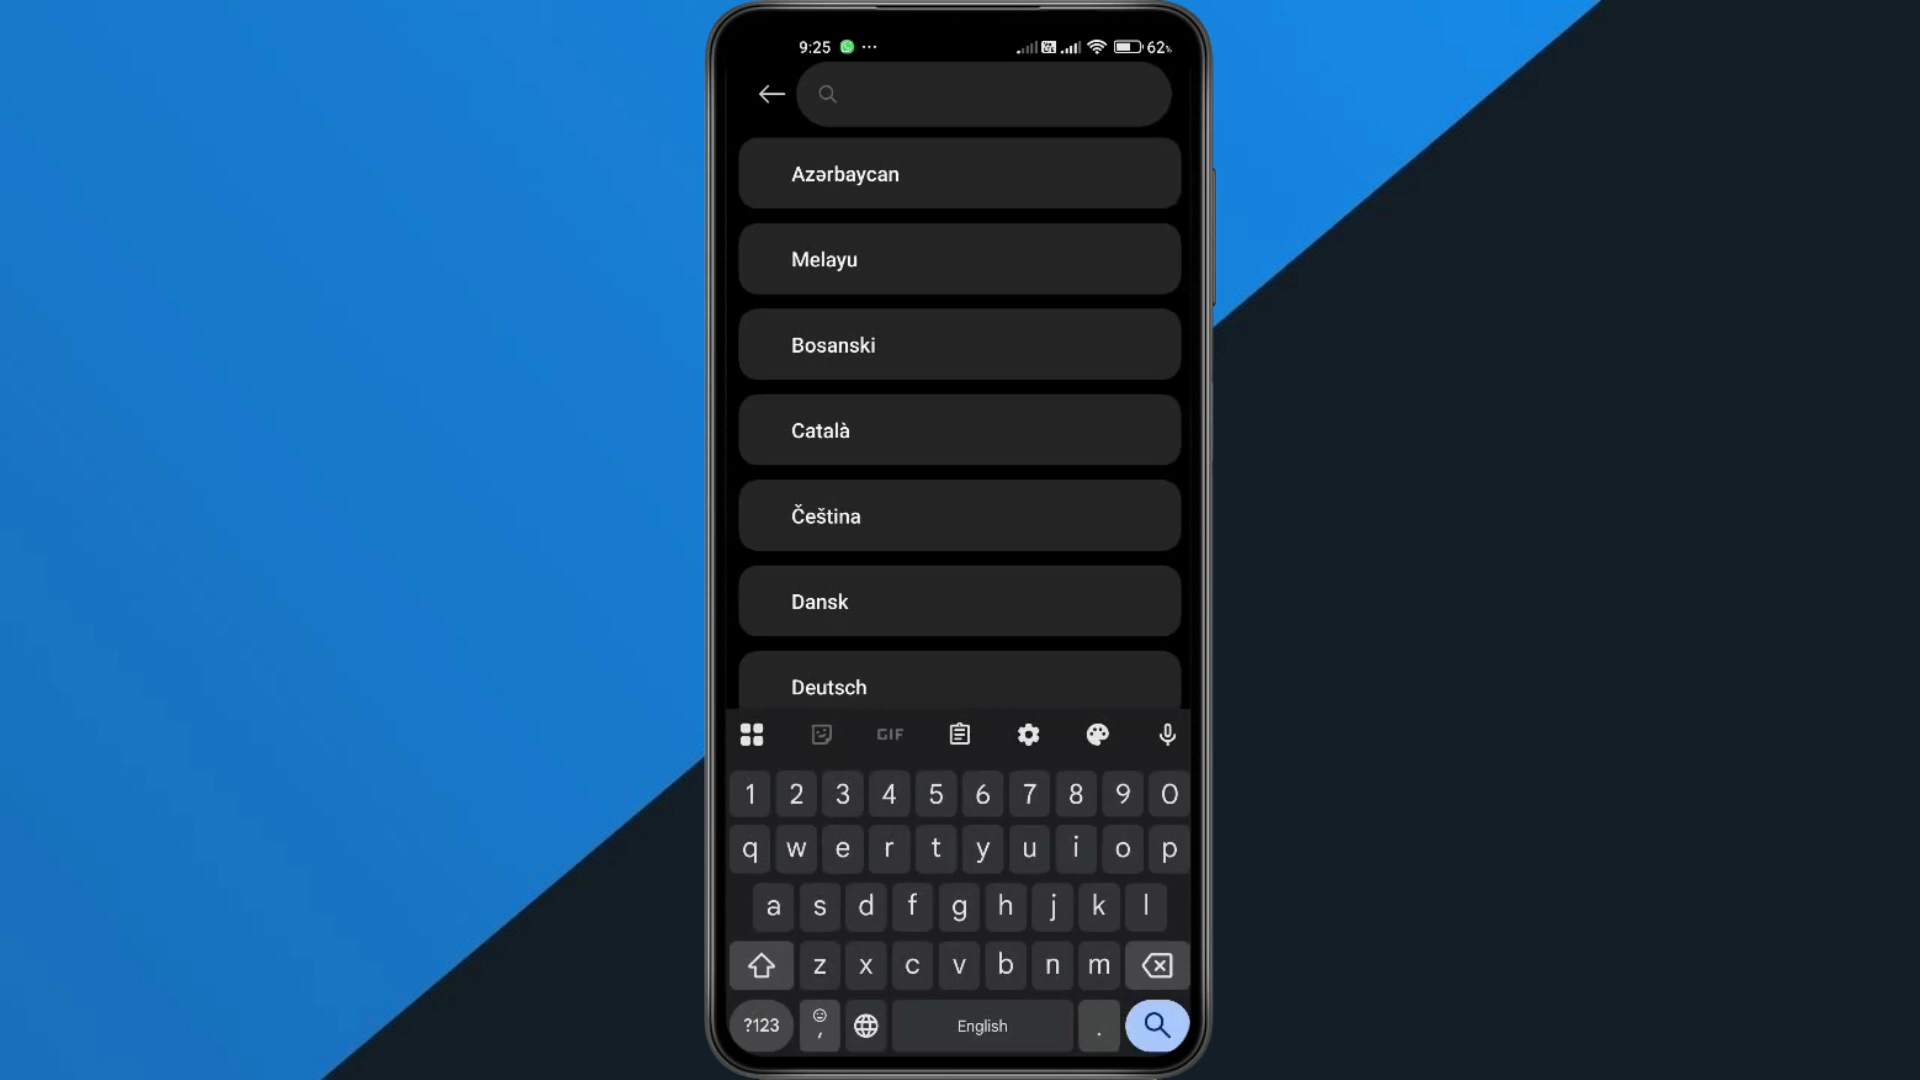 9:25 ... 62%
Azərbaycan
Melayu
Bosanski
Català
Čeština
Dansk
Deutsch
GIF
1 2 3 4 5 6 7 8 9 0
q w e r t y u i o p
a s d f g h j k l
z x c v b n m
?123 , English .